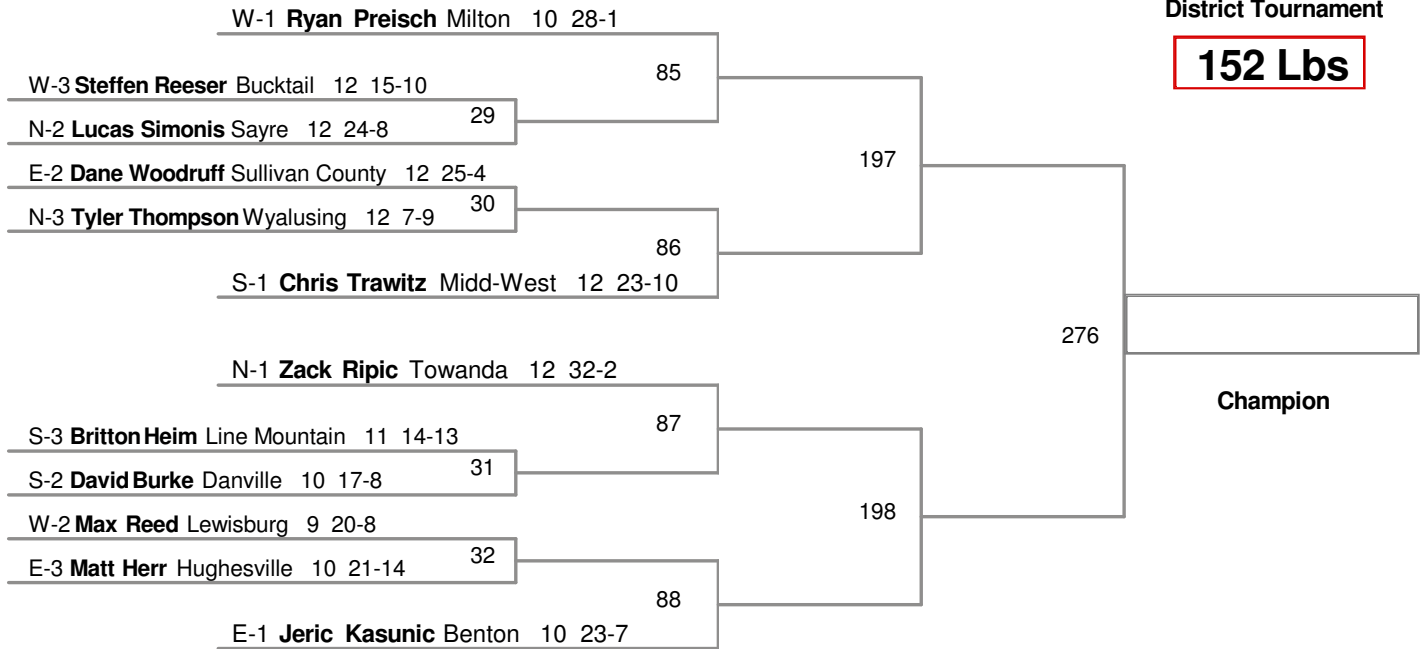 District Tournament
152 Lbs
W-1 Ryan Preisch Milton 10 28-1
85
W-3 Steffen Reeser Bucktail 12 15-10
29
N-2 Lucas Simonis Sayre 12 24-8
197
E-2 Dane Woodruff Sullivan County 12 25-4
30
N-3 Tyler Thompson Wyalusing 12 7-9
86
S-1 Chris Trawitz Midd-West 12 23-10
276
N-1 Zack Ripic Towanda 12 32-2
Champion
87
S-3 Britton Heim Line Mountain 11 14-13
31
S-2 David Burke Danville 10 17-8
198
W-2 Max Reed Lewisburg 9 20-8
32
E-3 Matt Herr Hughesville 10 21-14
88
E-1 Jeric Kasunic Benton 10 23-7